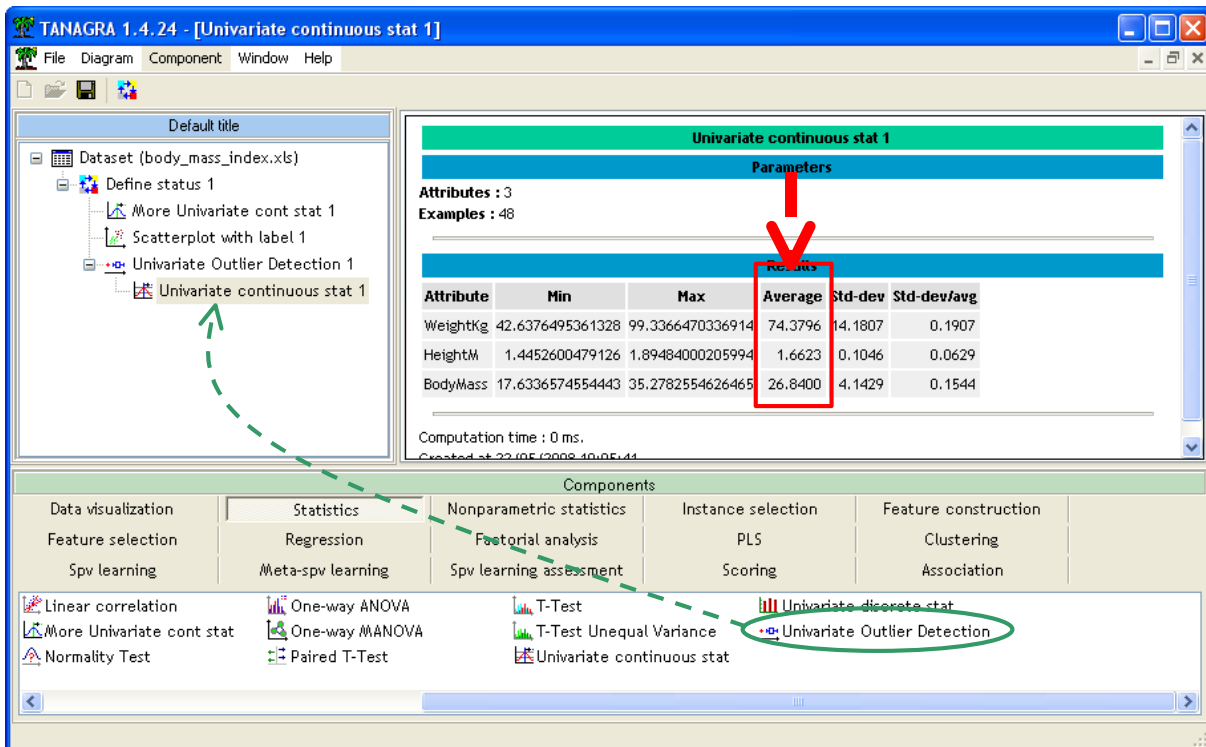 TANAGRA 1.4.24 - [Univariate continuous stat 1]
File Diagram Component Window Help
Default title
Dataset (body_mass_index.xls)
Define status 1
More Univariate cont stat 1
Scatterplot with label 1
Univariate Outlier Detection 1
Univariate continuous stat 1
Univariate continuous stat 1
Parameters
Attributes : 3
Examples : 48
Results
Attribute Min Max Average Std-dev Std-dev/avg
WeightKg 42.6376495361328 99.3366470336914 74.3796 14.1807 0.1907
HeightM 1.4452600479126 1.89484000205994 1.6623 0.1046 0.0629
BodyMass 17.6336574554443 35.2782554626465 26.8400 4.1429 0.1544
Computation time : 0 ms.
Created at
Components
Data visualization Statistics Nonparametric statistics Instance selection Feature construction
Feature selection Regression Factorial analysis PLS Clustering
Spv learning Meta-spv learning Spv learning assessment Scoring Association
Linear correlation One-way ANOVA T-Test Univariate discrete stat
More Univariate cont stat One-way MANOVA T-Test Unequal Variance Univariate Outlier Detection
Normality Test Paired T-Test Univariate continuous stat